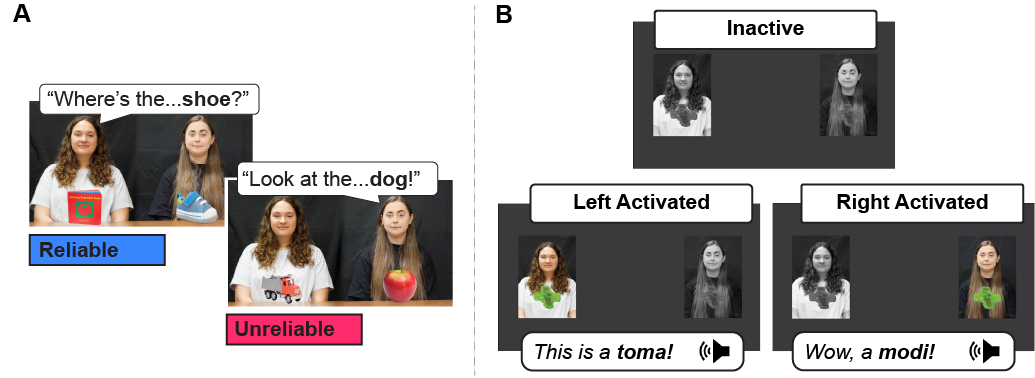 A
"Where's the...shoe?"
"Look at the...dog!"
Reliable
Unreliable
B
Inactive
Left Activated
Right Activated
This is a toma!
Wow, a modi!